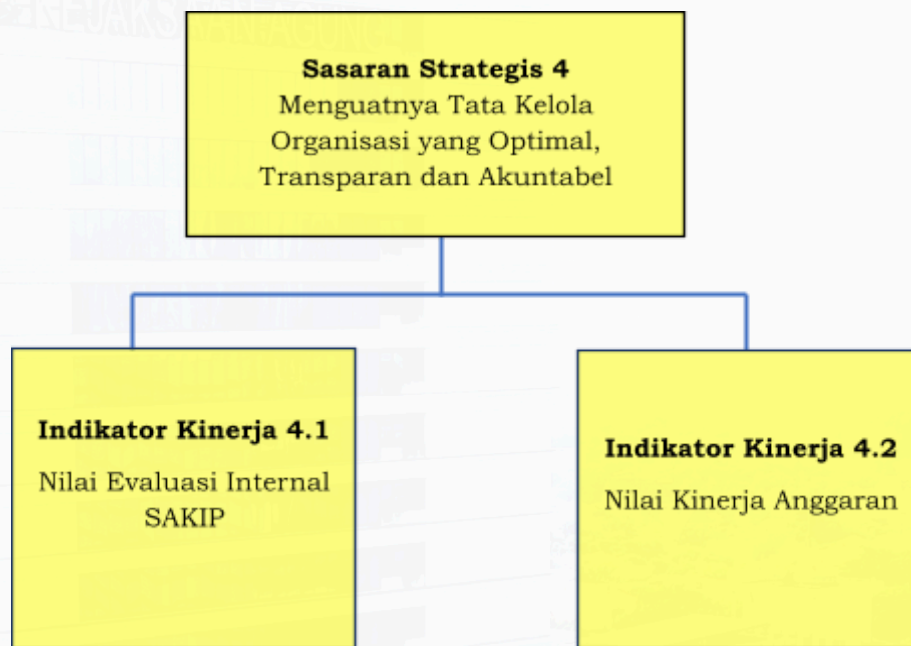 Sasaran Strategis 4
Menguatnya Tata Kelola
Organisasi yang Optimal,
Transparan dan Akuntabel
Indikator Kinerja 4.1
Nilai Evaluasi Internal
SAKIP
Indikator Kinerja 4.2
Nilai Kinerja Anggaran